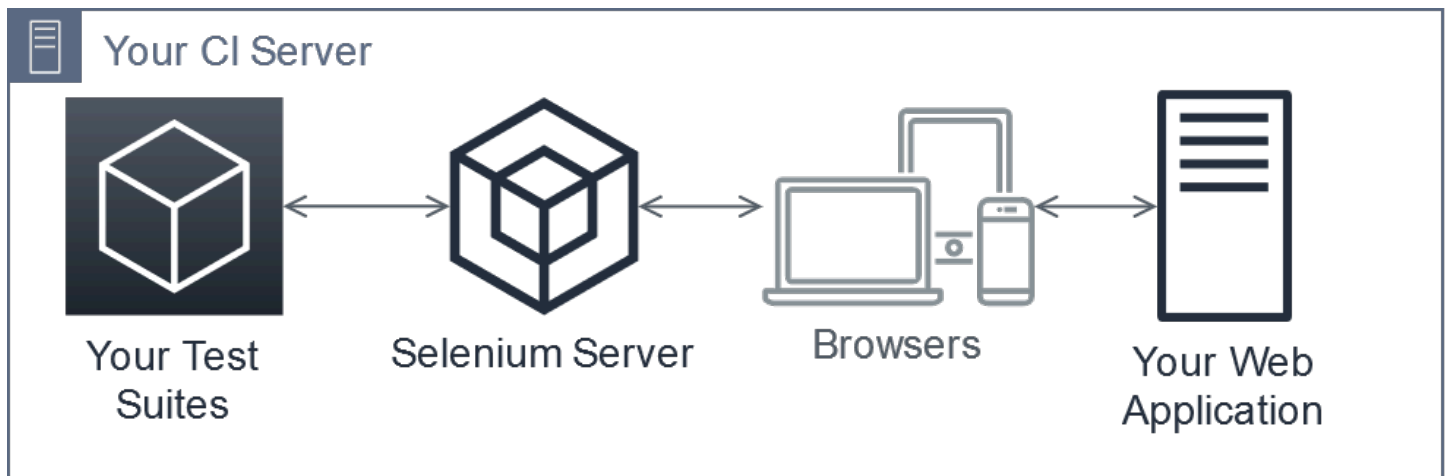 Your CI Server
Your Test
Suites
Selenium Server
Browsers
Your Web
Application